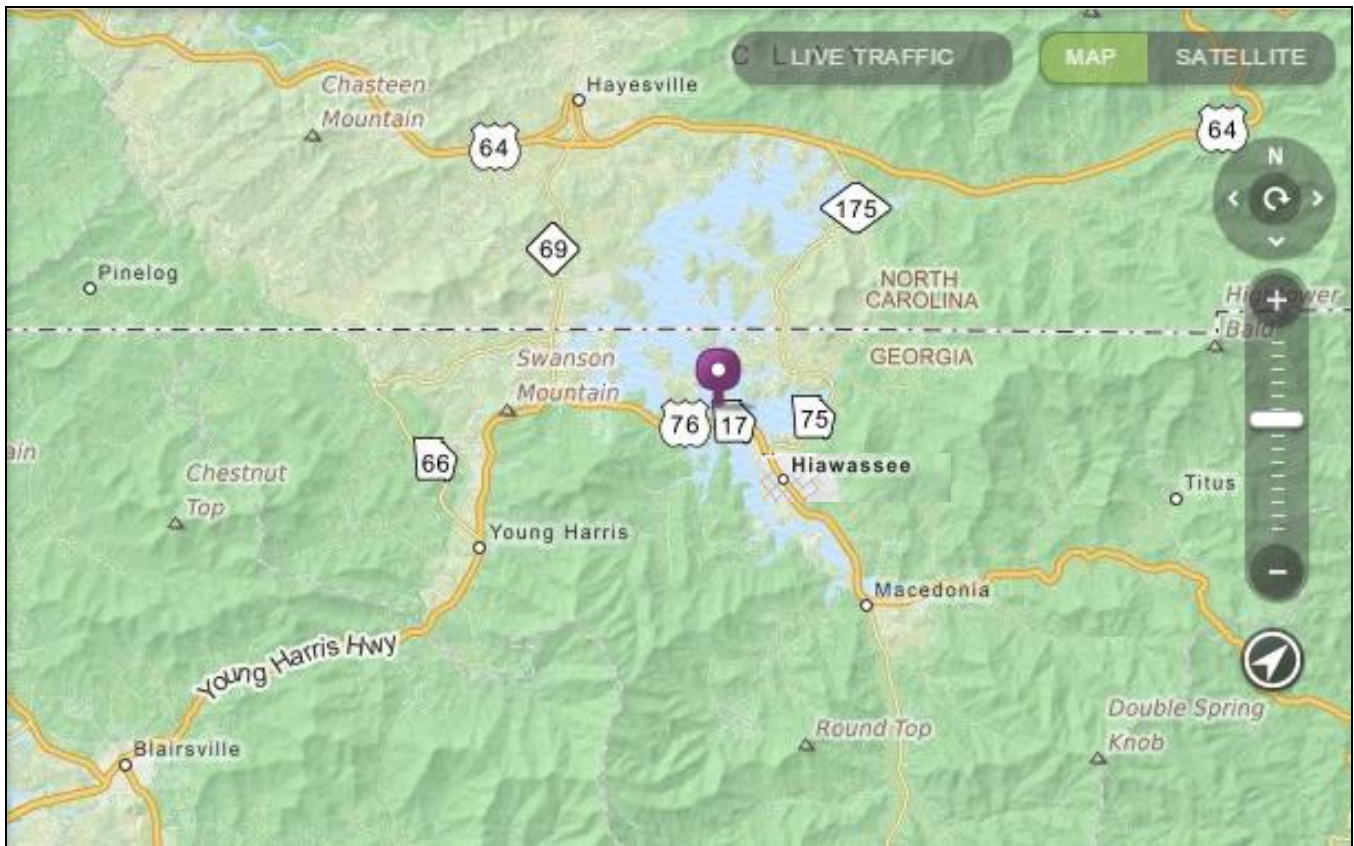 C L
LIVE TRAFFIC
MAP
SATELLITE
Chasteen
Mountain
Hayesville
64
64
N
175
69
Pinelog
NORTH
CAROLINA
Bald
GEORGIA
Swanson
Mountain
76
17
75
66
Hiawassee
Chestnut
Top
Titus
Young Harris
Macedonia
Young Harris Hwy
Double Spring
Knob
Round Top
Blairsville